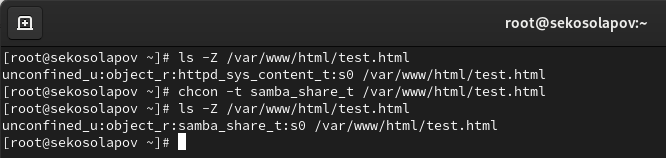 root@sekosolapov:~
[root@sekosolapov ~]# ls -Z /var/www/html/test.html
unconfined_u:object_r:httpd_sys_content_t:s0 /var/www/html/test.html
[root@sekosolapov ~]# chcon -t samba_share_t /var/www/html/test.html
[root@sekosolapov ~]# ls -Z /var/www/html/test.html
unconfined_u:object_r:samba_share_t:s0 /var/www/html/test.html
[root@sekosolapov ~]#